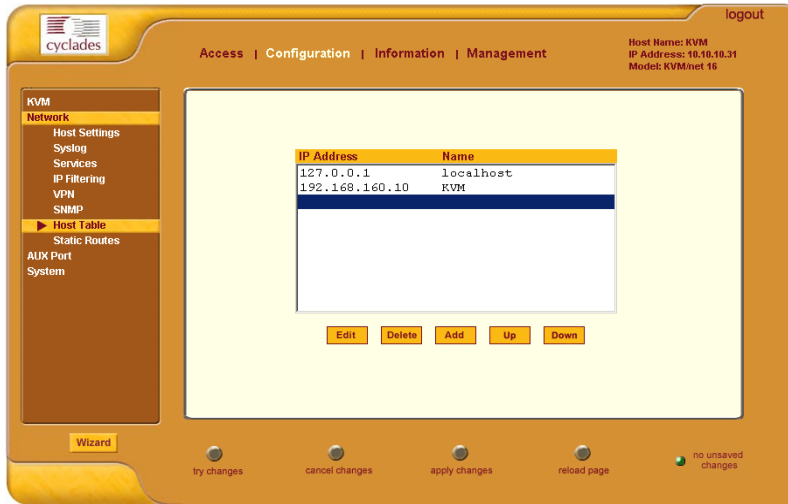 logout
cyclades
Access | Configuration | Information | Management
Host Name: KVM
IP Address: 10.10.10.31
Model: KVM/net 16
KVM
Network
Host Settings
Syslog
Services
IP Filtering
VPN
SNMP
Host Table
Static Routes
AUX Port
System
IP Address Name
127.0.0.1 localhost
192.168.160.10 KVM
Edit Delete Add Up Down
Wizard
try changes cancel changes apply changes reload page
no unsaved
changes